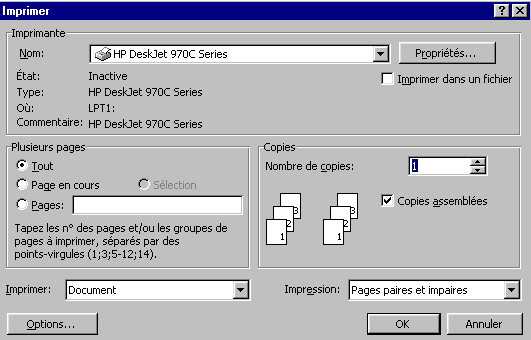 Imprimer
Imprimante
Nom: HP DeskJet 970C Series Propriétés...
État: Inactive Imprimer dans un fichier
Type: HP DeskJet 970C Series
Où: LPT1:
Commentaire: HP DeskJet 970C Series
Plusieurs pages
Tout
Page en cours Sélection
Pages:
Tapez les n° des pages et/ou les groupes de
pages à imprimer, séparés par des
points-virgules (1;3;5-12;14).
Copies
Nombre de copies: 1
Copies assemblées
3 3
2 2
1 1
Imprimer: Document Impression: Pages paires et impaires
Options... OK Annuler